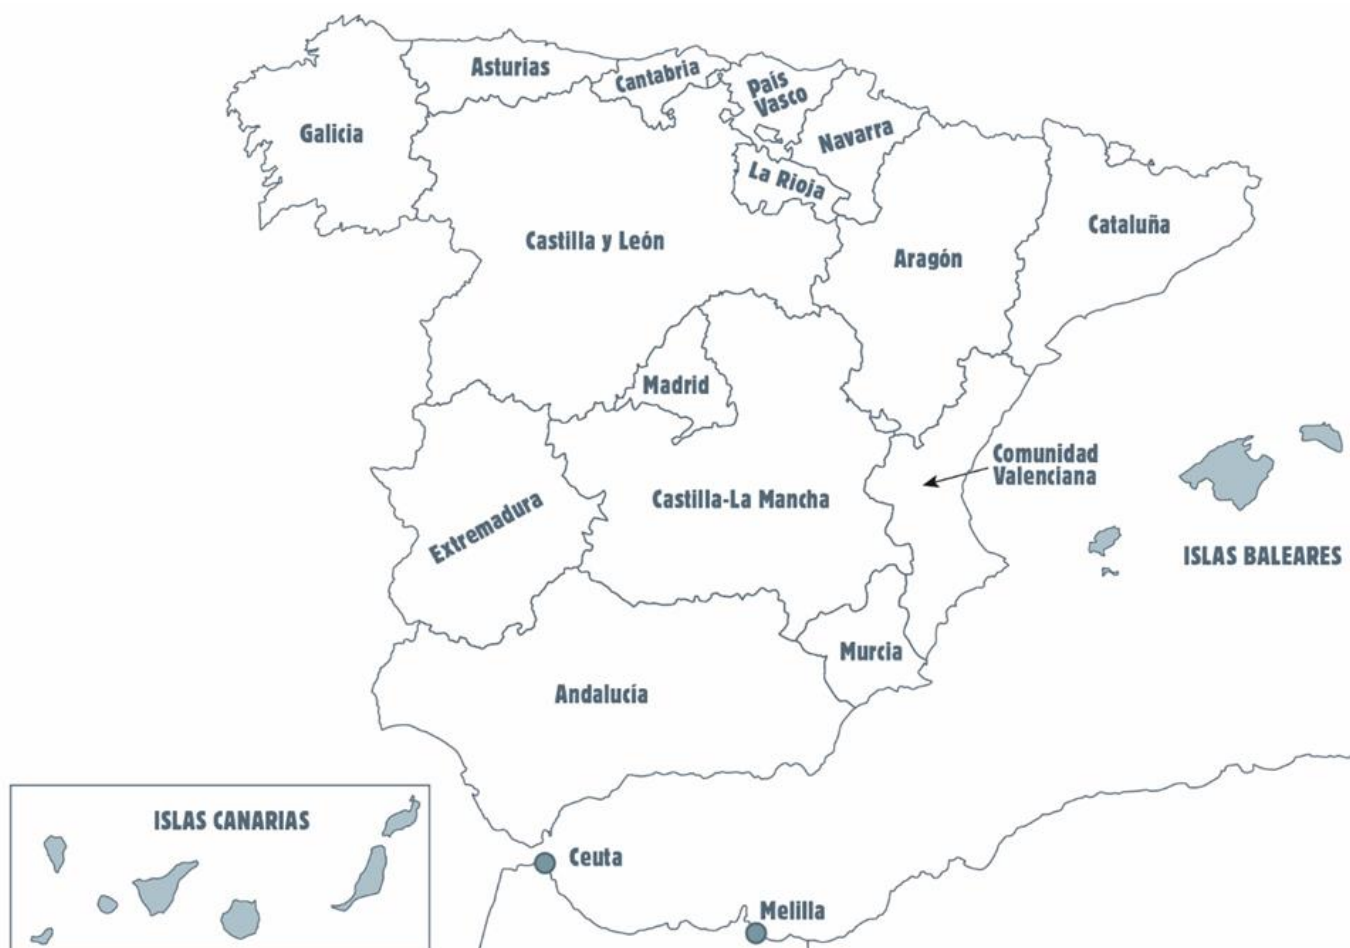 Asturias
Cantabria
País
Vasco
Galicia
Navarra
La Rioja
Castilla y León
Aragón
Cataluña
Madrid
Comunidad
Valenciana
Castilla-La Mancha
Extremadura
ISLAS BALEARES
Murcia
Andalucía
ISLAS CANARIAS
Ceuta
Melilla